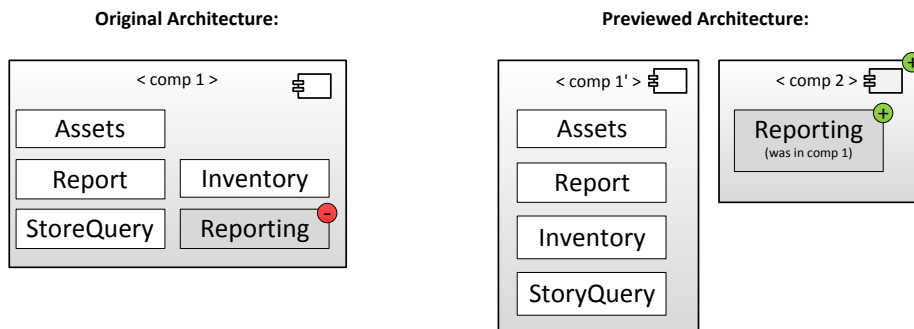 Original Architecture:
Previewed Architecture:
< comp 1 >
Assets
Report
Inventory
StoreQuery
Reporting
-
< comp 1' >
Assets
Report
Inventory
StoryQuery
+
< comp 2 >
+
Reporting
(was in comp 1)